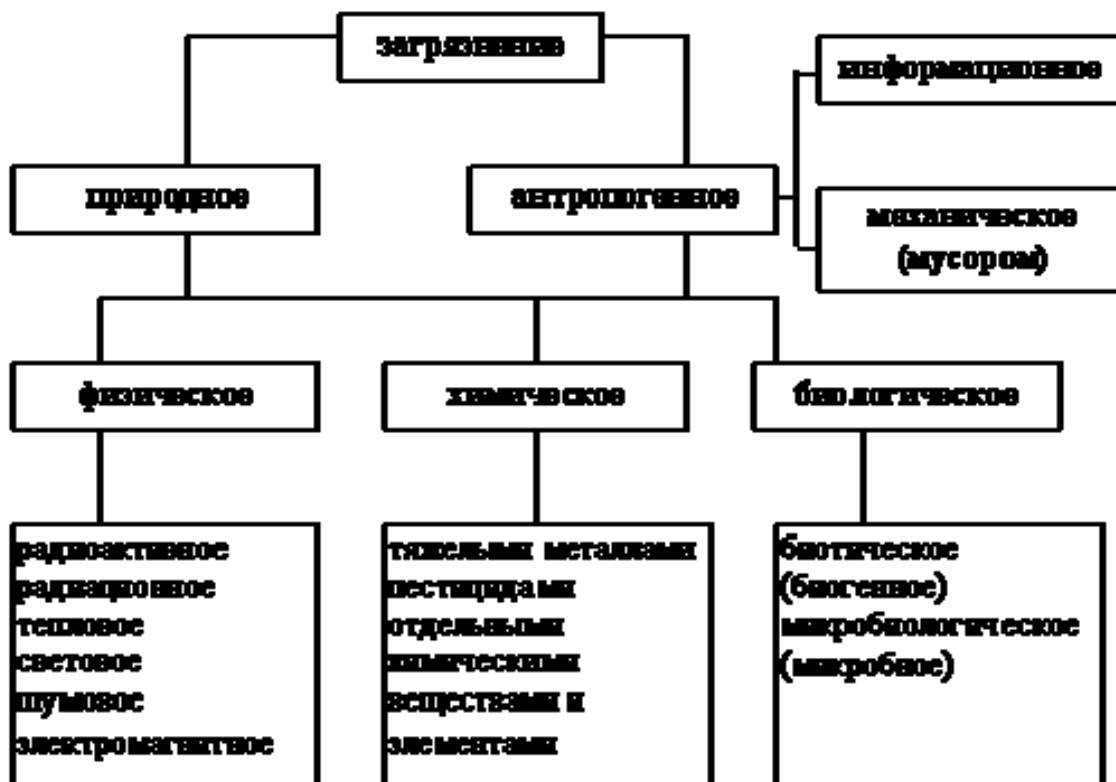 загрязнение
информационное
природное
антропогенное
механическое
(мусором)
физическое
химическое
биологическое
радиоактивное
радиационное
тепловое
световое
шумовое
электромагнитное
тяжелыми металлами
пестицидами
отдельными
химическими
веществами и
элементами
биотическое
(биогенное)
микробиологическое
(микробное)